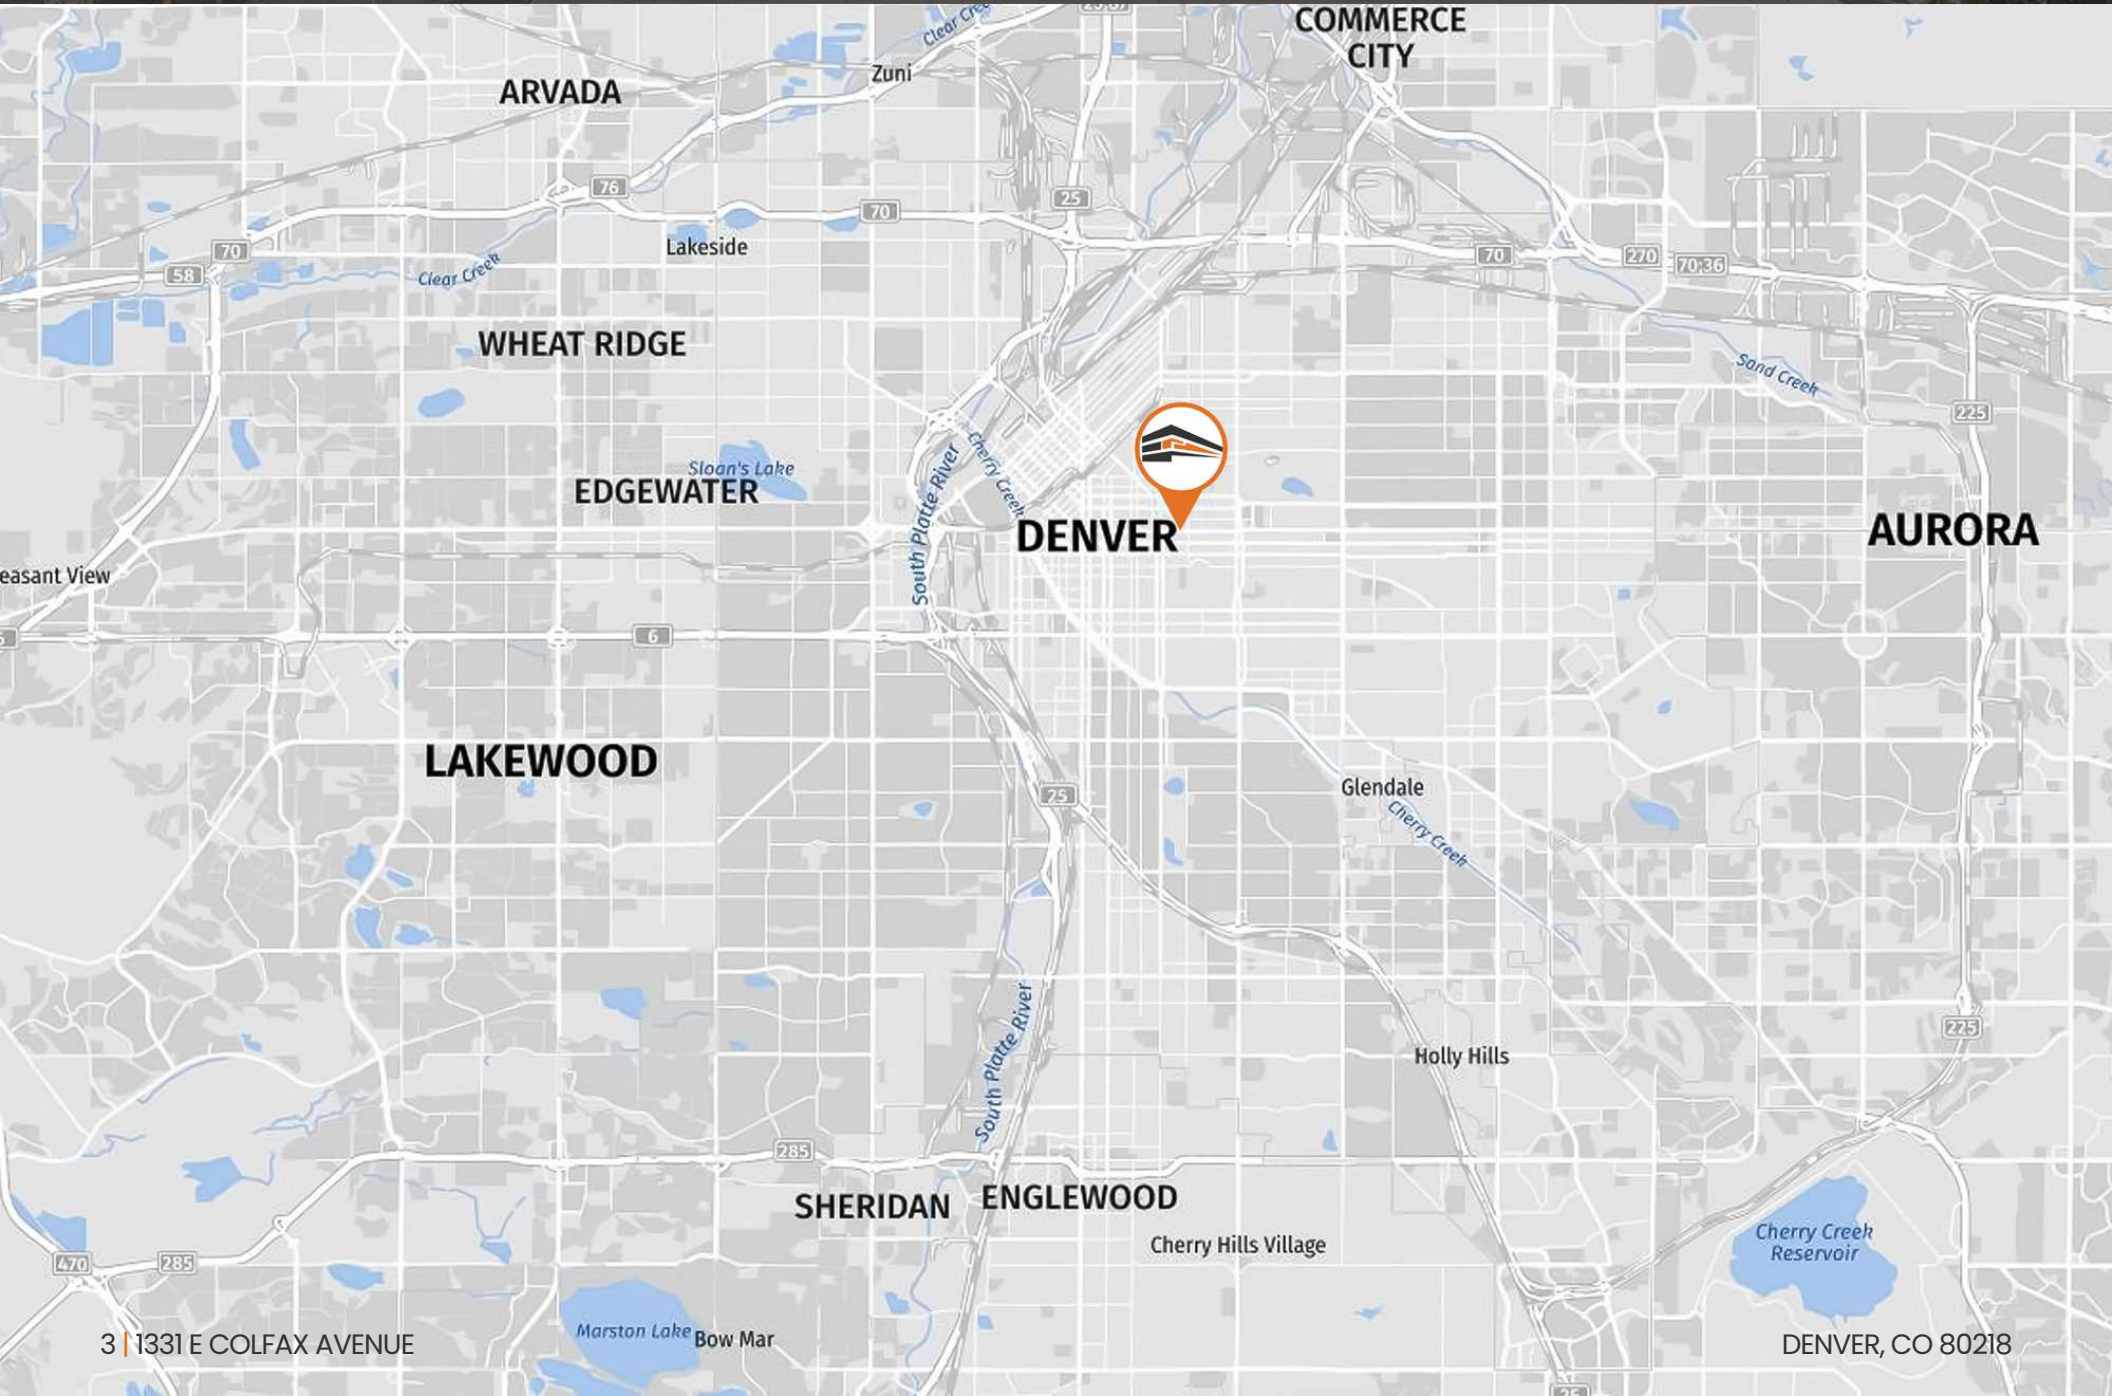 COMMERCE
CITY
Clear Cree
Zuni
ARVADA
76
25
70
Lakeside
70
58
Clear Creek
70
270
70;36
WHEAT RIDGE
Sand Creek
225
Sloan's Lake
EDGEWATER
South Platte River
Cherry Creek
DENVER
AURORA
easant View
6
6
LAKEWOOD
25
Glendale
Cherry Creek
South Platte River
225
Holly Hills
285
SHERIDAN
ENGLEWOOD
Cherry Hills Village
Cherry Creek
Reservoir
470
285
Marston Lake
Bow Mar
3 | 1331 E COLFAX AVENUE
DENVER, CO 80218